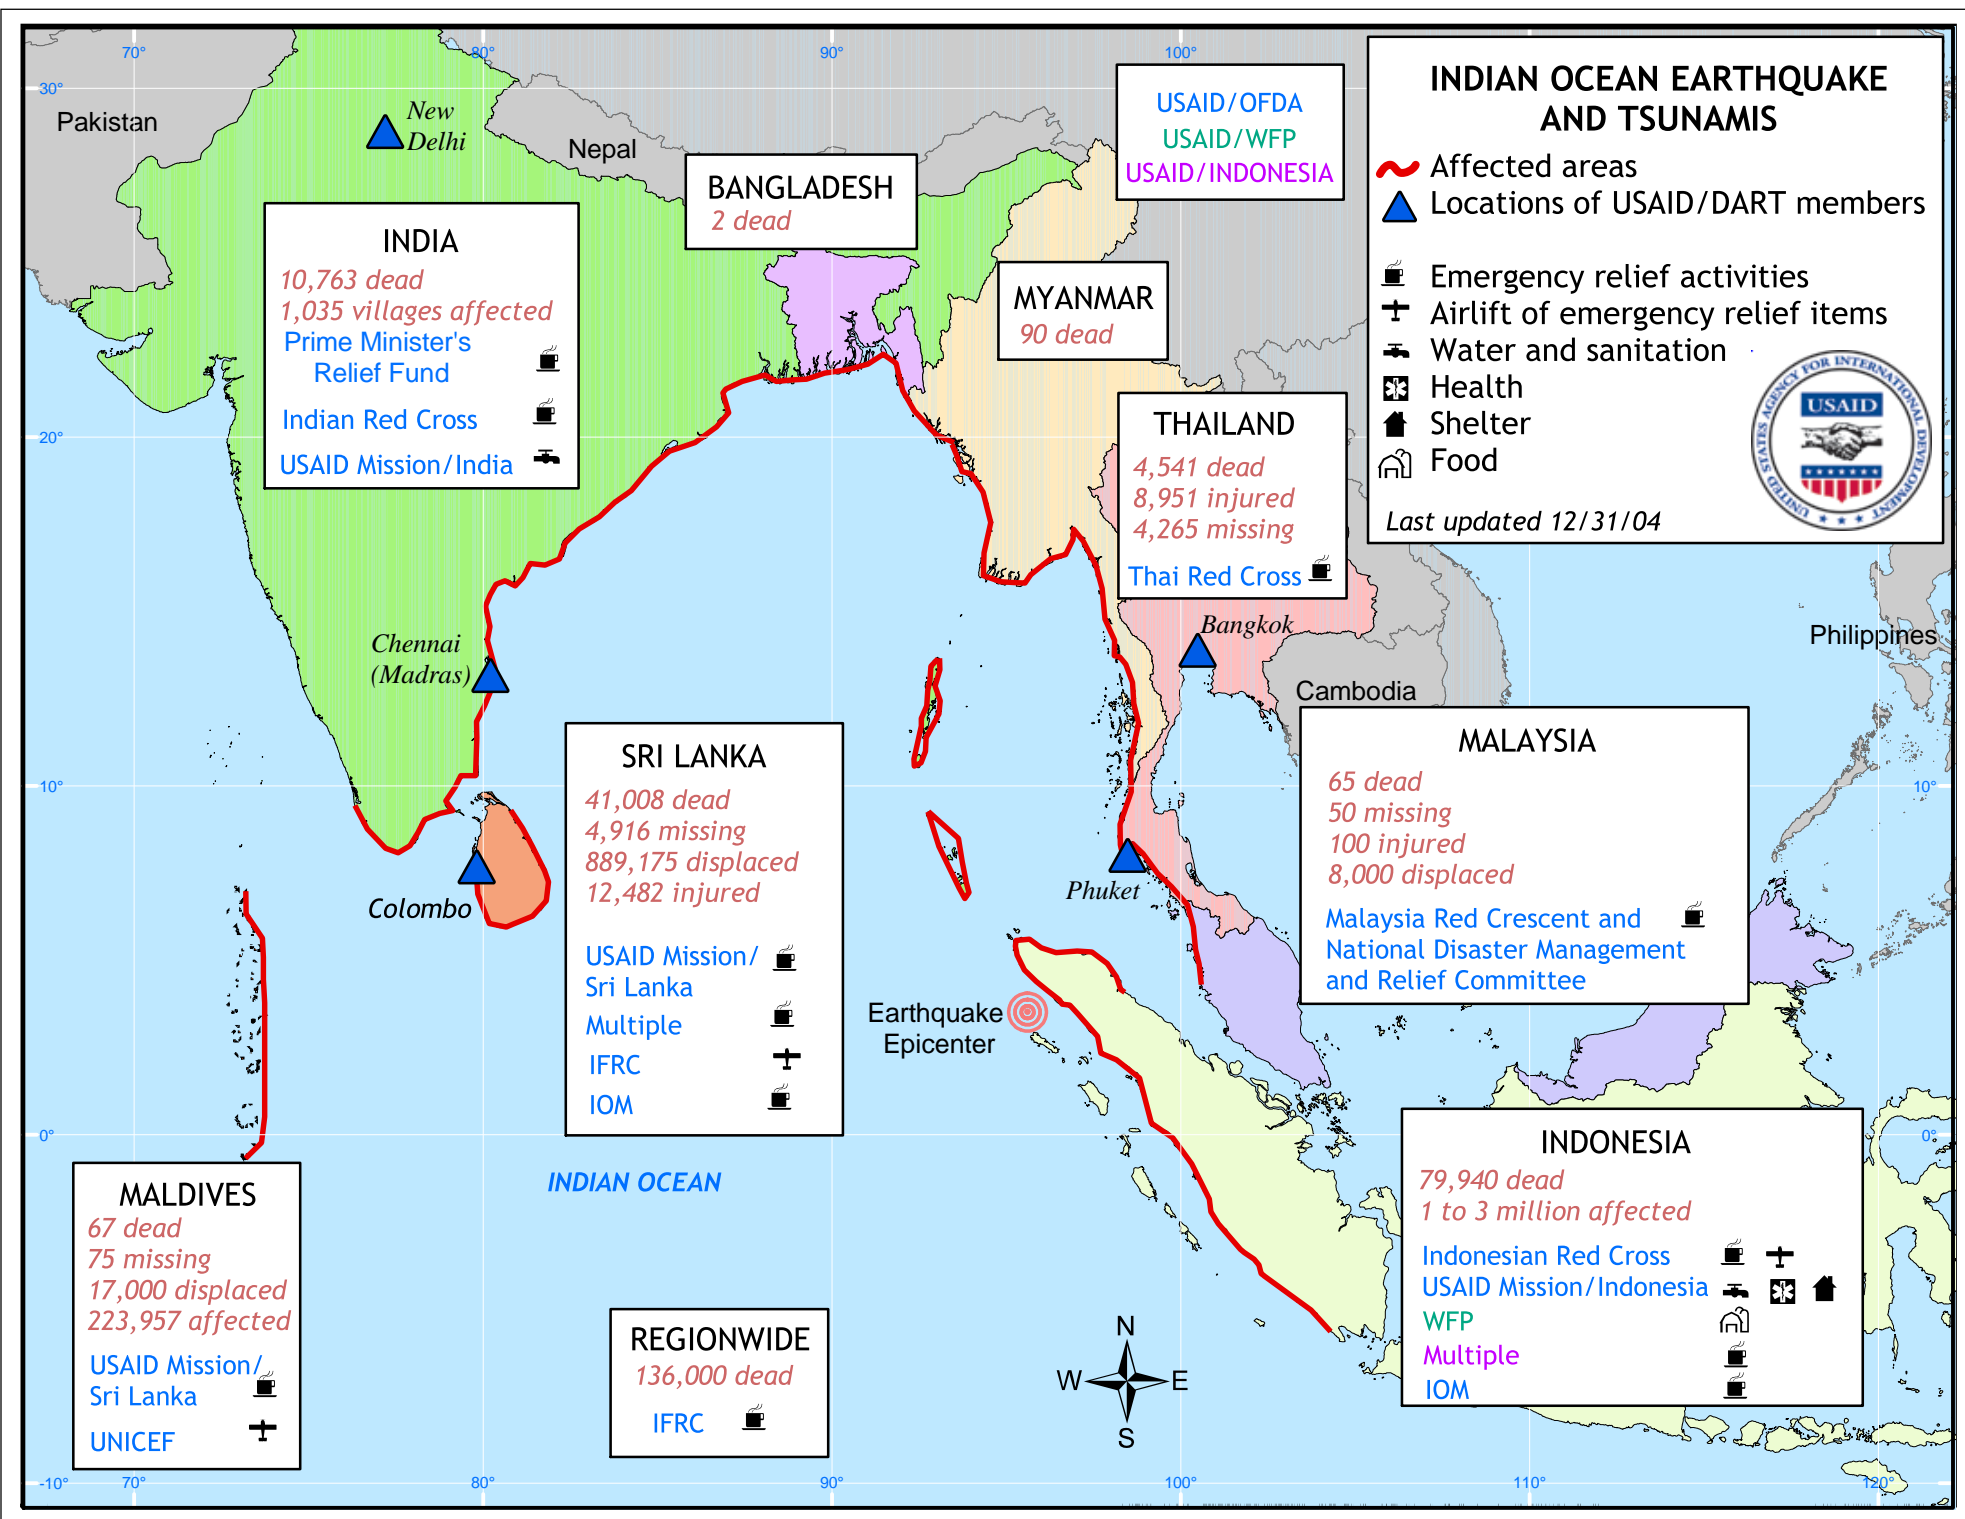 70°
80°
90°
100°
30°
Pakistan
New
Delhi
Nepal
USAID/OFDA
USAID/WFP
USAID/INDONESIA
INDIAN OCEAN EARTHQUAKE
AND TSUNAMIS
Affected areas
Locations of USAID/DART members
Emergency relief activities
Airlift of emergency relief items
Water and sanitation
Health
Shelter
Food
Last updated 12/31/04
UNITED STATES AGENCY FOR INTERNATIONAL DEVELOPMENT
USAID
BANGLADESH
2 dead
INDIA
10,763 dead
1,035 villages affected
Prime Minister's
Relief Fund
Indian Red Cross
USAID Mission/India
MYANMAR
90 dead
20°
THAILAND
4,541 dead
8,951 injured
4,265 missing
Thai Red Cross
Bangkok
Philippines
Chennai
(Madras)
Cambodia
SRI LANKA
41,008 dead
4,916 missing
889,175 displaced
12,482 injured
USAID Mission/
Sri Lanka
Multiple
IFRC
IOM
MALAYSIA
65 dead
50 missing
100 injured
8,000 displaced
Malaysia Red Crescent and
National Disaster Management
and Relief Committee
10°
10°
Colombo
Phuket
Earthquake
Epicenter
0°
0°
INDIAN OCEAN
MALDIVES
67 dead
75 missing
17,000 displaced
223,957 affected
USAID Mission/
Sri Lanka
UNICEF
REGIONWIDE
136,000 dead
IFRC
N
W
E
S
INDONESIA
79,940 dead
1 to 3 million affected
Indonesian Red Cross
USAID Mission/Indonesia
WFP
Multiple
IOM
-10°
70°
80°
90°
100°
110°
120°